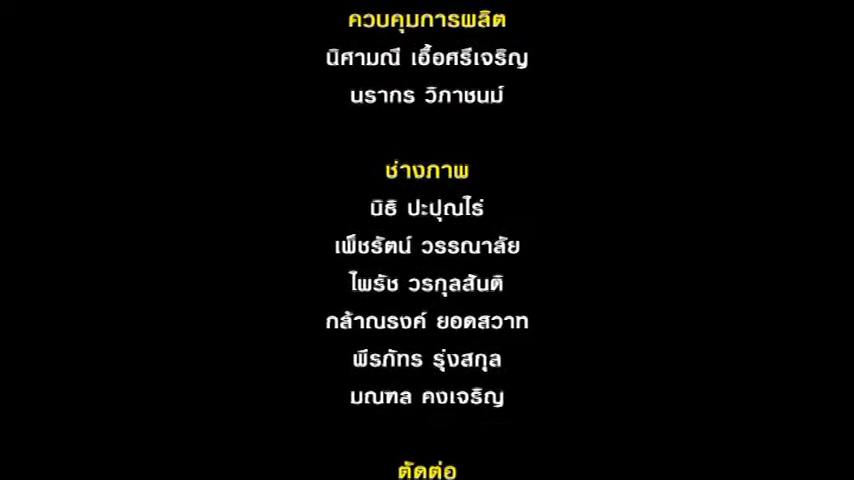 ควบคุมการผลิต
นิศามณี เอื้อศรีเจริญ
นรากร วิภาชนม์
ช่างภาพ
นิธิ ปะปุณไร่
เพ็ชรัตน์ วรรณาลัย
ไพรัช วรกุลสันติ
กล้าณรงค์ ยอดสวาท
พีรภัทร รุ่งสกุล
มณฑล คงเจริญ
ตัดต่อ